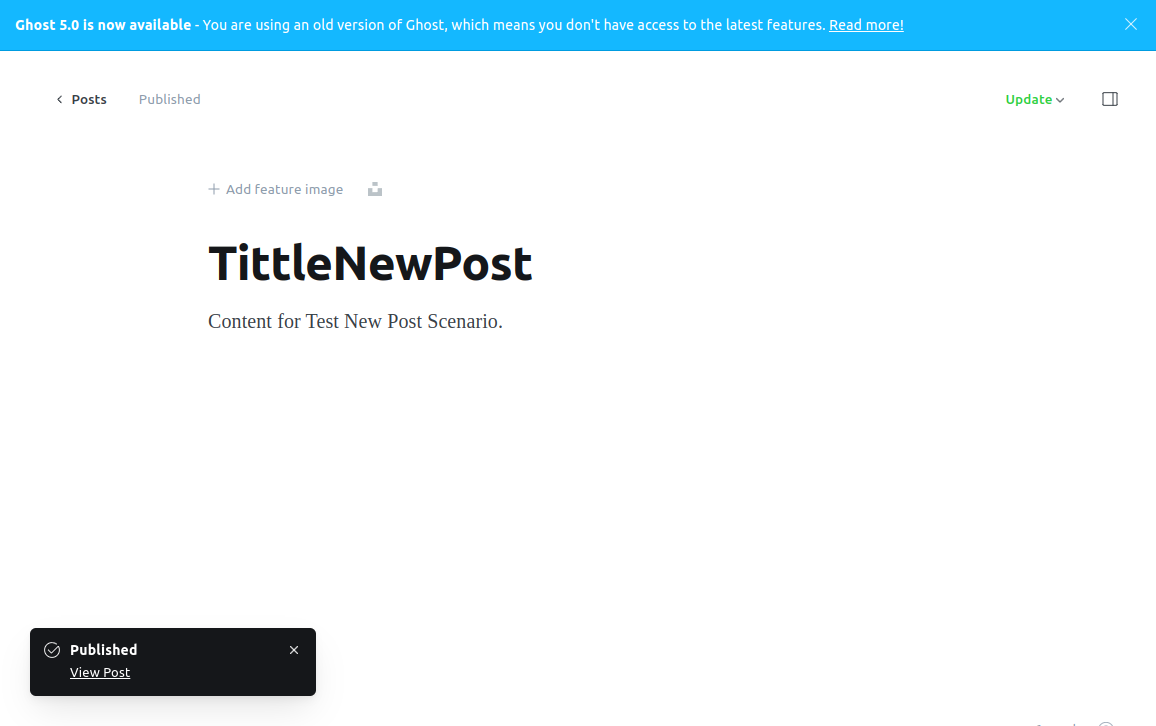 Ghost 5.0 is now available - You are using an old version of Ghost, which means you don't have access to the latest features. Read more!
Posts Published Update
Add feature image
TittleNewPost
Content for Test New Post Scenario.
Published
View Post